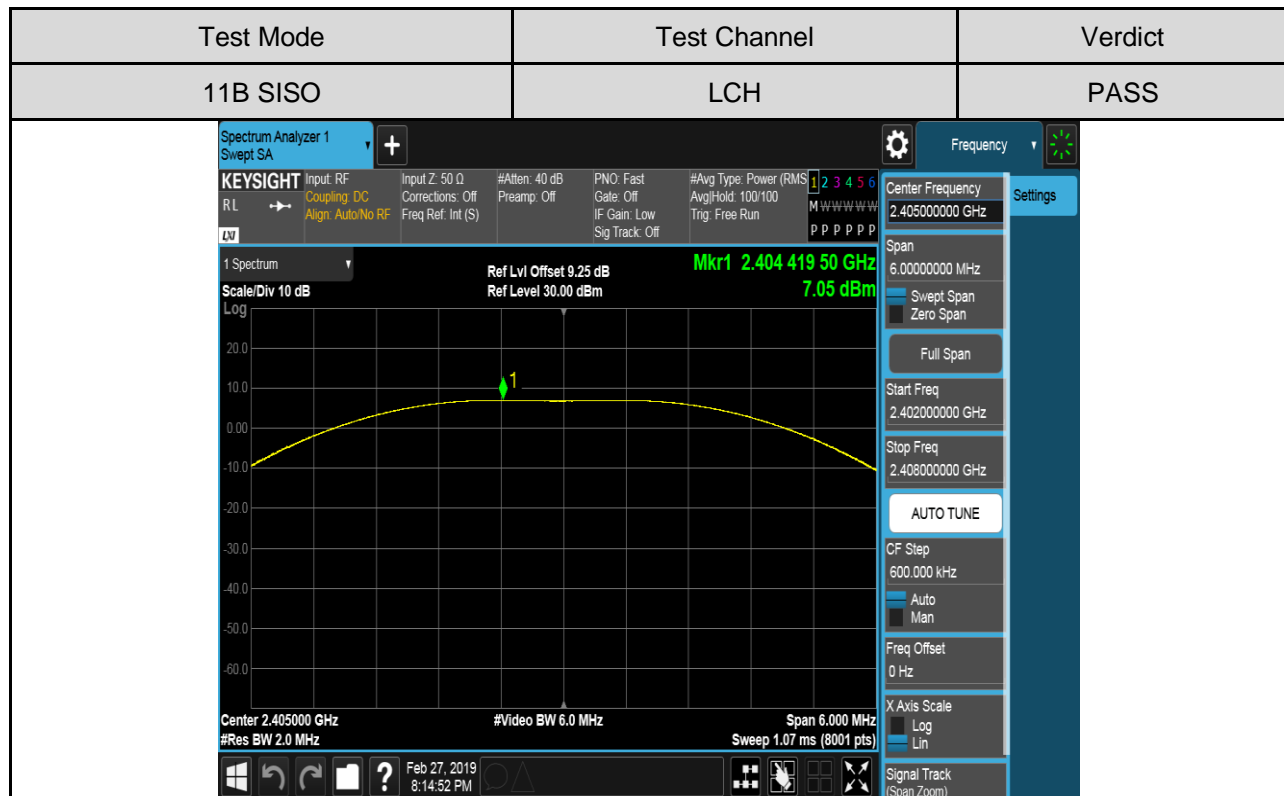 Test Mode Test Channel Verdict
11B SISO LCH PASS
Spectrum Analyzer 1
Swept SA
+
Frequency
KEYSIGHT
RL
LXI
Input: RF
Coupling: DC
Align: Auto/No RF
Input Z: 50 Ω
Corrections: Off
Freq Ref: Int (S)
#Atten: 40 dB
Preamp: Off
PNO: Fast
Gate: Off
IF Gain: Low
Sig Track: Off
#Avg Type: Power (RMS
Avg|Hold: 100/100
Trig: Free Run
1 2 3 4 5 6
M W W W W W
P P P P P P
1 Spectrum
Scale/Div 10 dB
Ref Lvl Offset 9.25 dB
Ref Level 30.00 dBm
Mkr1 2.404 419 50 GHz
7.05 dBm
Log
20.0
10.0
0.00
-10.0
-20.0
-30.0
-40.0
-50.0
-60.0
1
Center 2.405000 GHz
#Res BW 2.0 MHz
#Video BW 6.0 MHz
Span 6.000 MHz
Sweep 1.07 ms (8001 pts)
?
Feb 27, 2019
8:14:52 PM
Center Frequency
2.405000000 GHz
Settings
Span
6.00000000 MHz
Swept Span
Zero Span
Full Span
Start Freq
2.402000000 GHz
Stop Freq
2.408000000 GHz
AUTO TUNE
CF Step
600.000 kHz
Auto
Man
Freq Offset
0 Hz
X Axis Scale
Log
Lin
Signal Track
(Span Zoom)